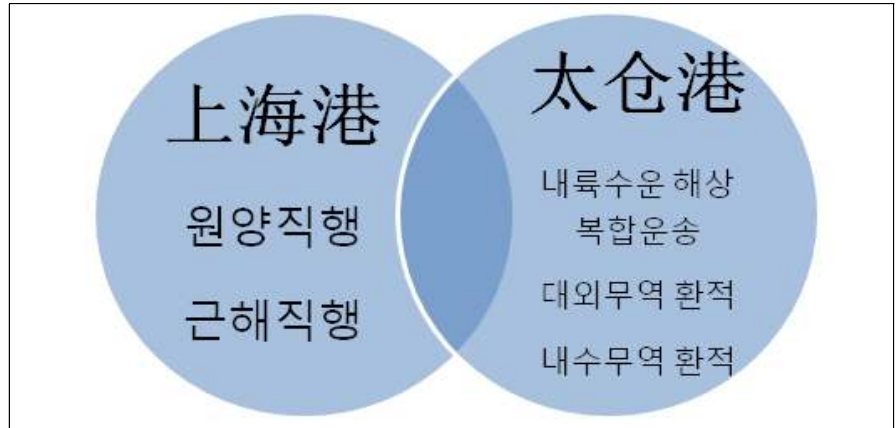 上海港
원양직행
근해직행
太仓港
내륙수운 해상
복합운송
대외무역 환적
내수무역 환적